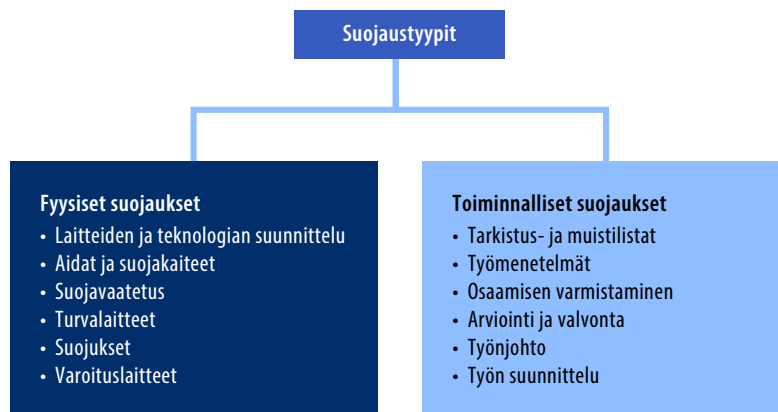 Suojaustyypit
Fyysiset suojaukset
• Laitteiden ja teknologian suunnittelu
• Aidat ja suojakaiteet
• Suojavaatetus
• Turvalaitteet
• Suojukset
• Varoituslaitteet
Toiminnalliset suojaukset
• Tarkistus- ja muistilistat
• Työmenetelmät
• Osaamisen varmistaminen
• Arviointi ja valvonta
• Työnjohto
• Työn suunnittelu